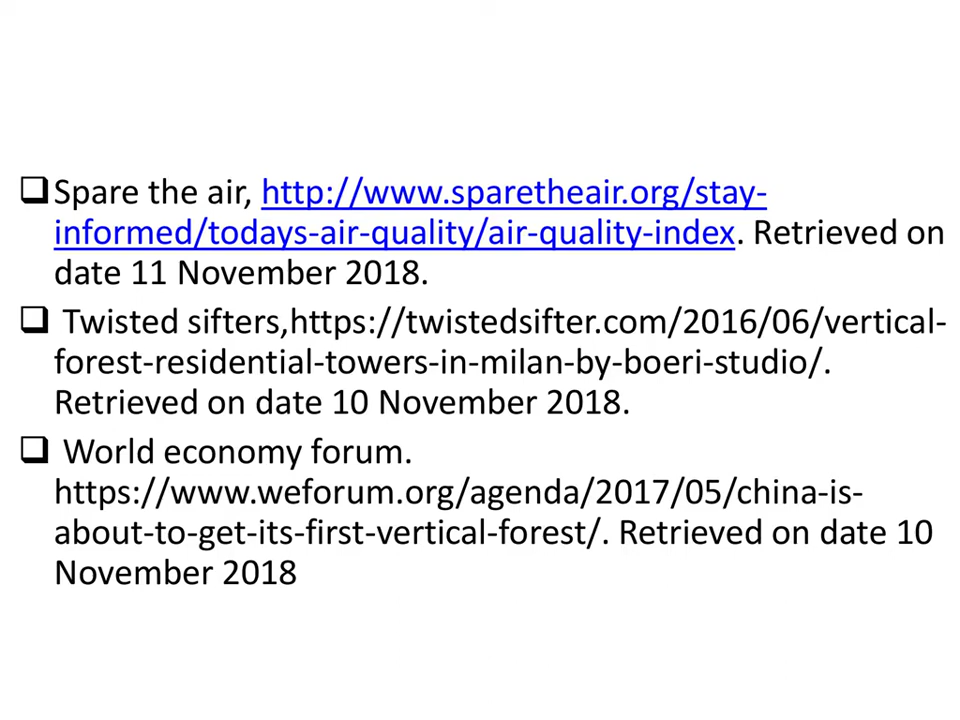 ❑Spare the air, http://www.sparetheair.org/stay-
informed/todays-air-quality/air-quality-index. Retrieved on
date 11 November 2018.
❑ Twisted sifters,https://twistedsifter.com/2016/06/vertical-
forest-residential-towers-in-milan-by-boeri-studio/.
Retrieved on date 10 November 2018.
❑ World economy forum.
https://www.weforum.org/agenda/2017/05/china-is-
about-to-get-its-first-vertical-forest/. Retrieved on date 10
November 2018